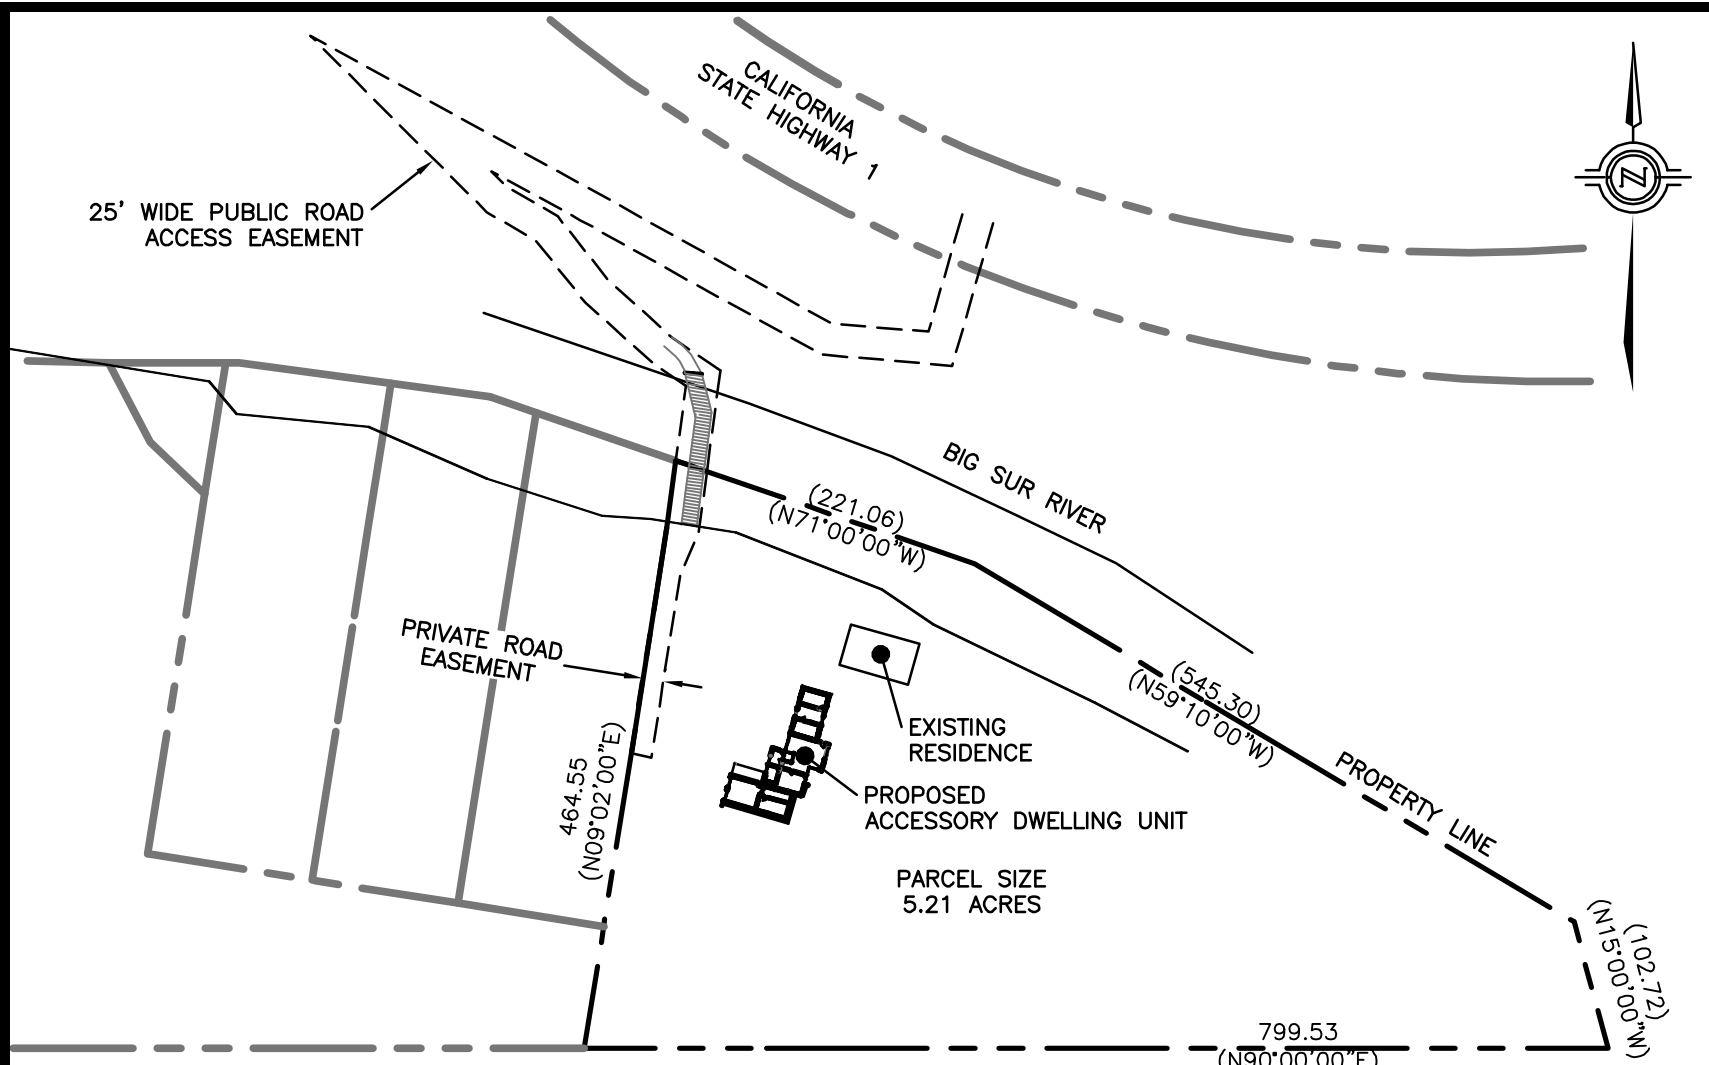 CALIFORNIA
STATE HIGHWAY 1
N
25' WIDE PUBLIC ROAD
ACCESS EASEMENT
BIG SUR RIVER
(221.06)
(N71°00'00"W)
PRIVATE ROAD
EASEMENT
(545.30)
(N59°10'00"W)
EXISTING
RESIDENCE
464.55
(N09°02'00"E)
PROPERTY LINE
PROPOSED
ACCESSORY DWELLING UNIT
PARCEL SIZE
5.21 ACRES
(102.72)
(N15°00'00"W)
799.53
(N90°00'00"E)